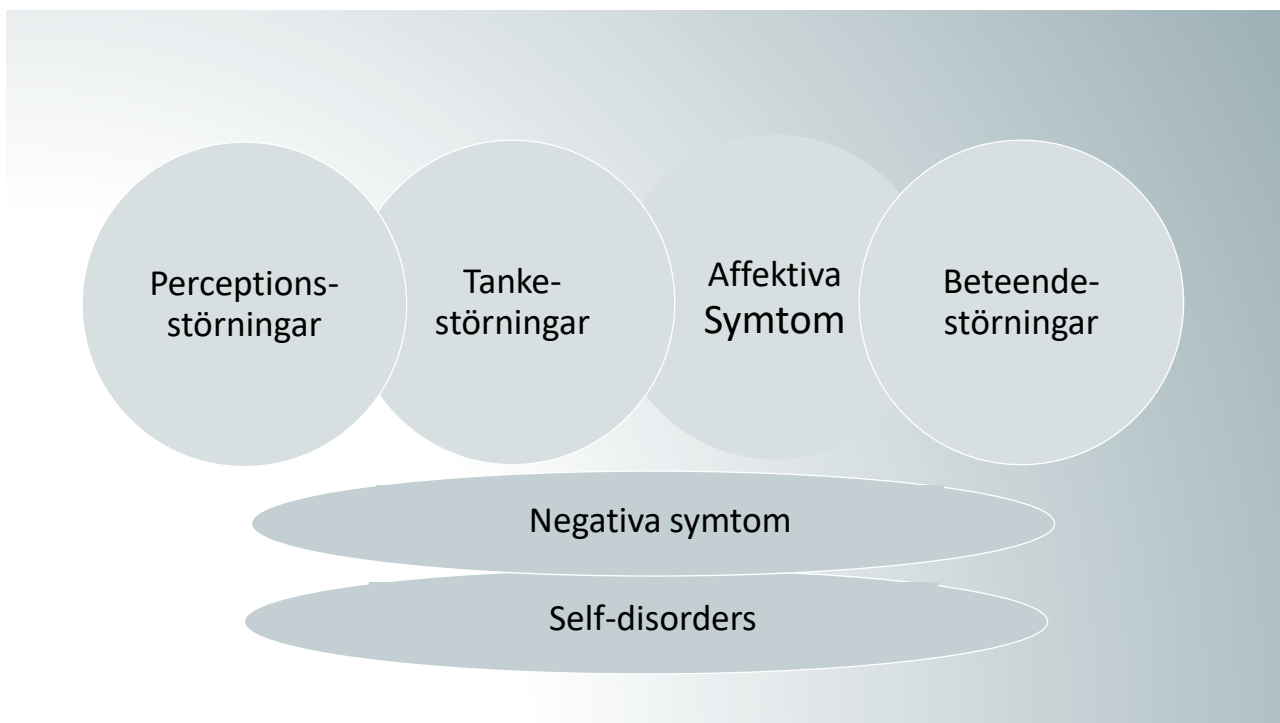 Perceptions-
störningar
Tanke-
störningar
Affektiva
Symtom
Beteende-
störningar
Negativa symtom
Self-disorders